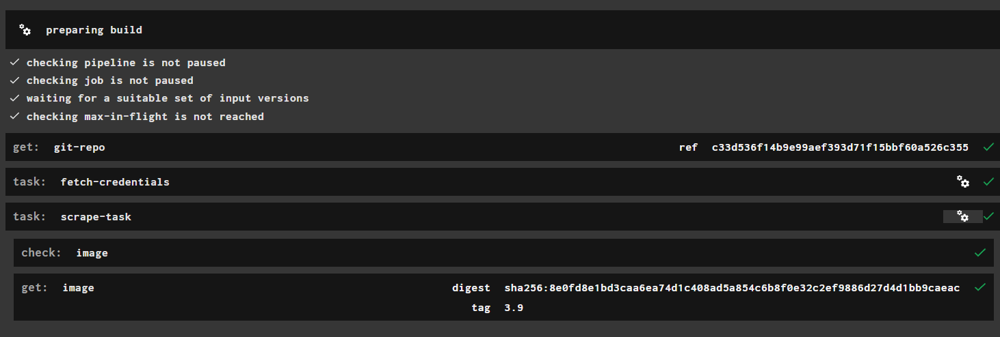 preparing build
checking pipeline is not paused
checking job is not paused
waiting for a suitable set of input versions
checking max-in-flight is not reached
get: git-repo ref c33d536f14b9e99aef393d71f15bbf60a526c355
task: fetch-credentials
task: scrape-task
check: image
get: image digest sha256:8e0fd8e1bd3caa6ea74d1c408ad5a854c6b8f0e32c2ef9886d27d4d1bb9caeac
tag 3.9